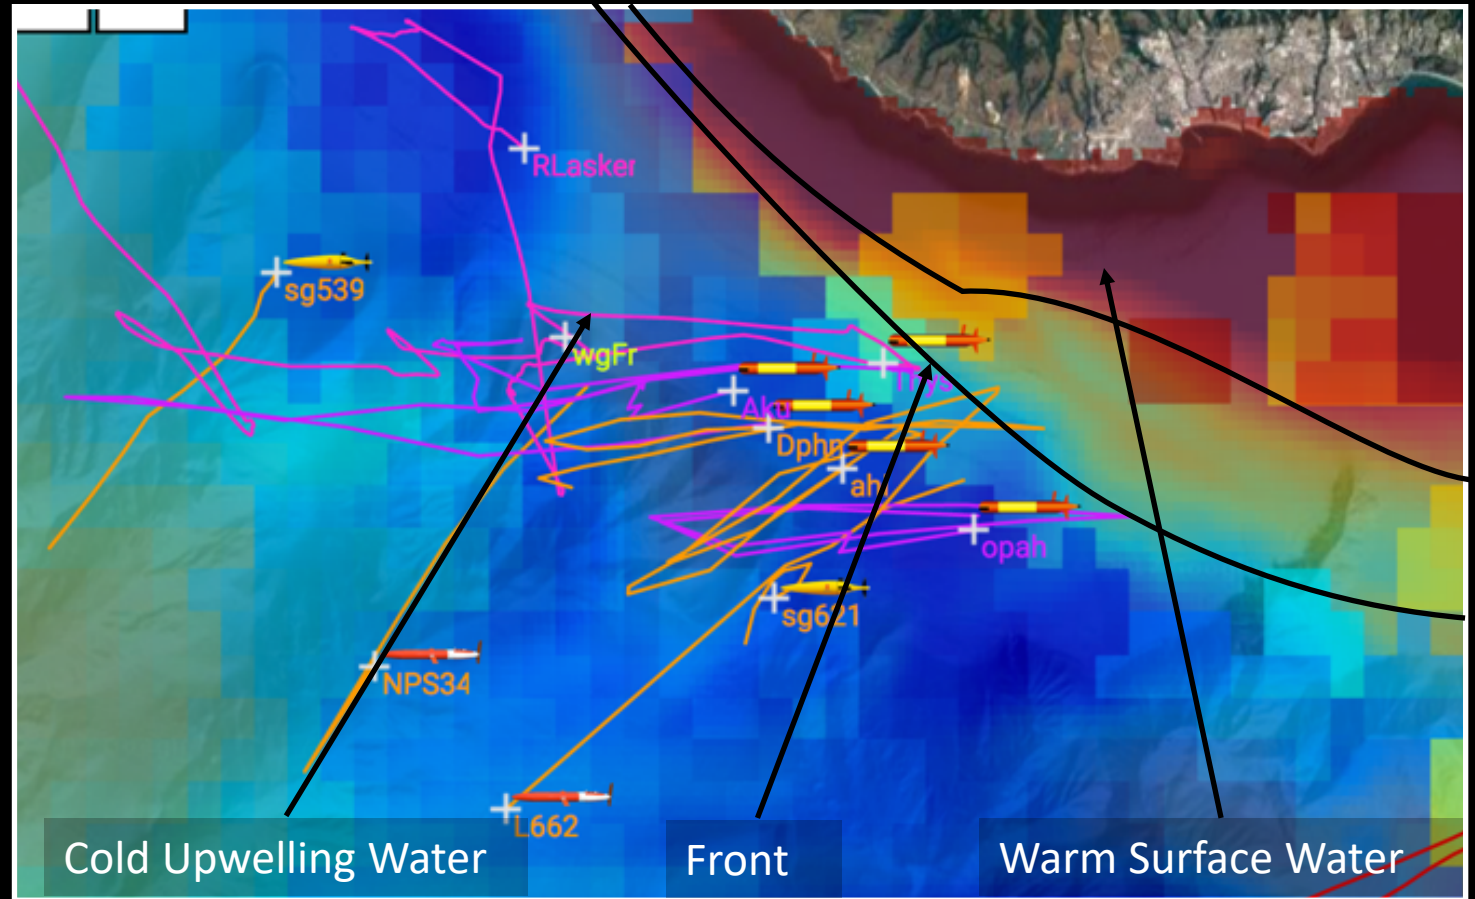 RLasker
sg539
wgFr
Aku
Dphn
opah
sg621
NPS34
L662
Cold Upwelling Water
Front
Warm Surface Water